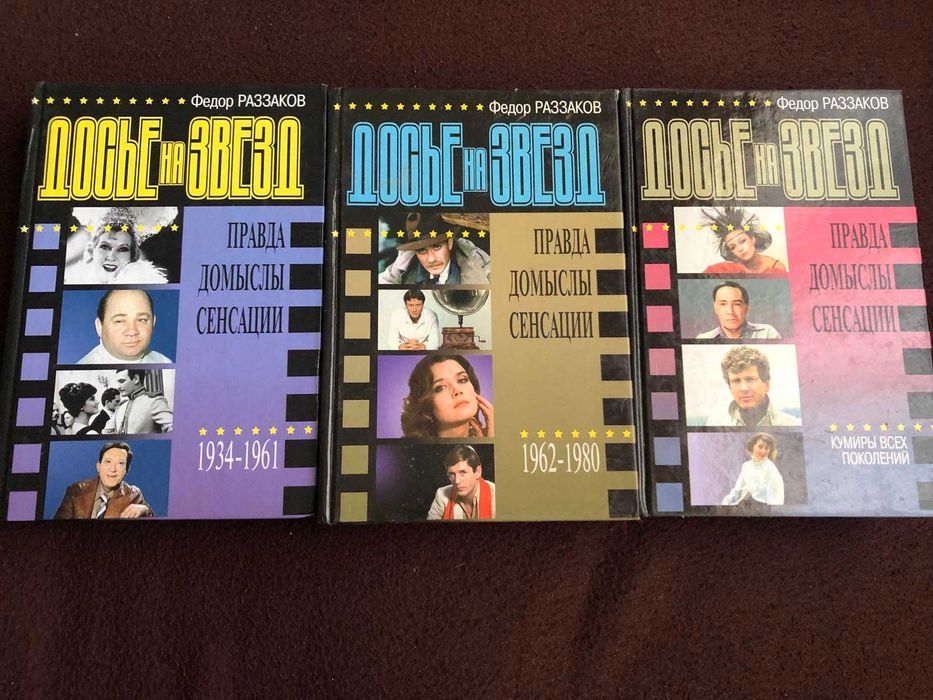 Федор РАЗЗАКОВ
ДОСЬЕ НА ЗВЕЗД
ПРАВДА
ДОМЫСЛЫ
СЕНСАЦИИ
1934-1961
Федор РАЗЗАКОВ
ДОСЬЕ НА ЗВЕЗД
ПРАВДА
ДОМЫСЛЫ
СЕНСАЦИИ
1962-1980
Федор РАЗЗАКОВ
ДОСЬЕ НА ЗВЕЗД
ПРАВДА
ДОМЫСЛЫ
СЕНСАЦИИ
КУМИРЫ ВСЕХ
ПОКОЛЕНИЙ